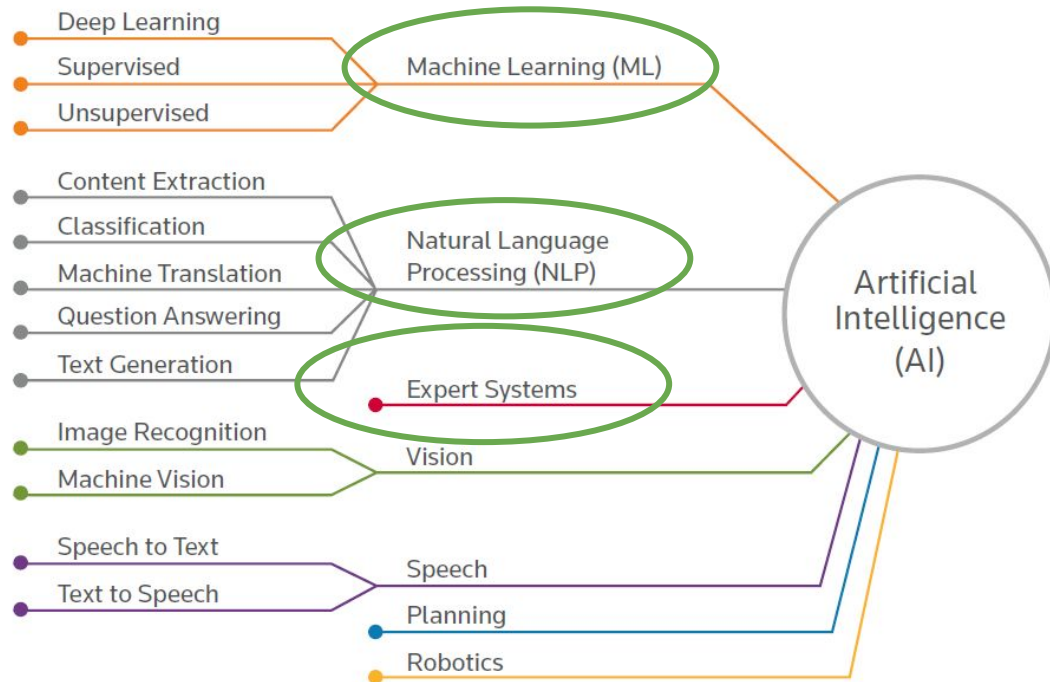 Deep Learning
Supervised
Unsupervised
Machine Learning (ML)
Content Extraction
Classification
Machine Translation
Question Answering
Text Generation
Natural Language
Processing (NLP)
Expert Systems
Image Recognition
Machine Vision
Vision
Speech to Text
Text to Speech
Speech
Planning
Robotics
Artificial
Intelligence
(AI)